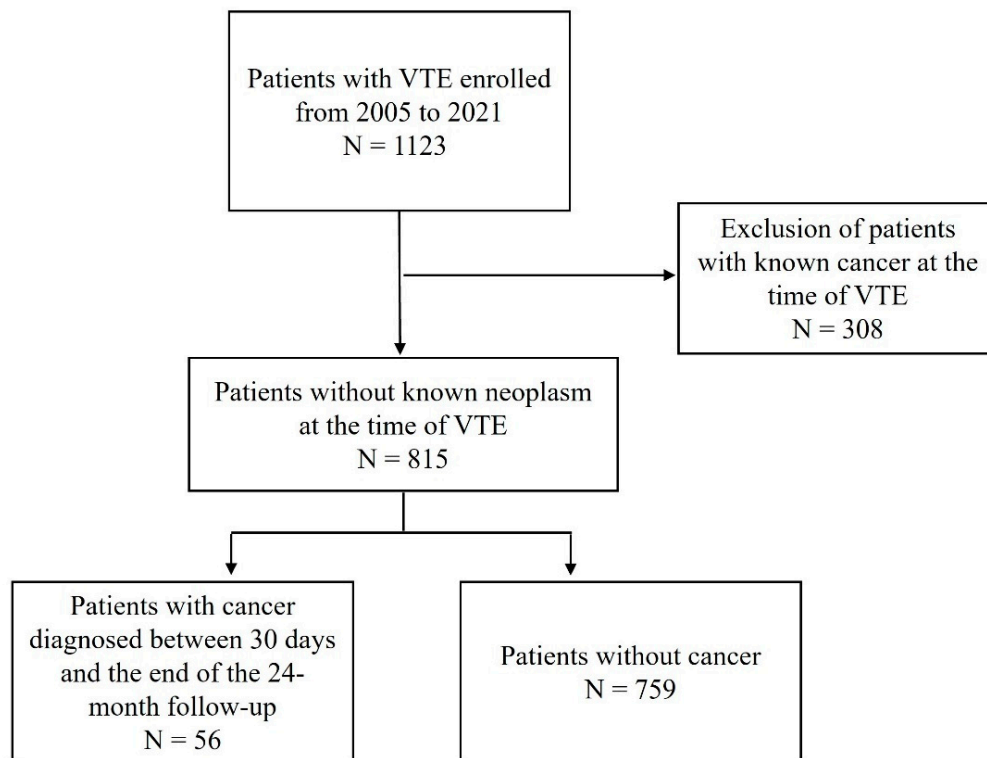 Patients with VTE enrolled
from 2005 to 2021
N = 1123
Exclusion of patients
with known cancer at the
time of VTE
N = 308
Patients without known neoplasm
at the time of VTE
N = 815
Patients with cancer
diagnosed between 30 days
and the end of the 24-
month follow-up
N = 56
Patients without cancer
N = 759